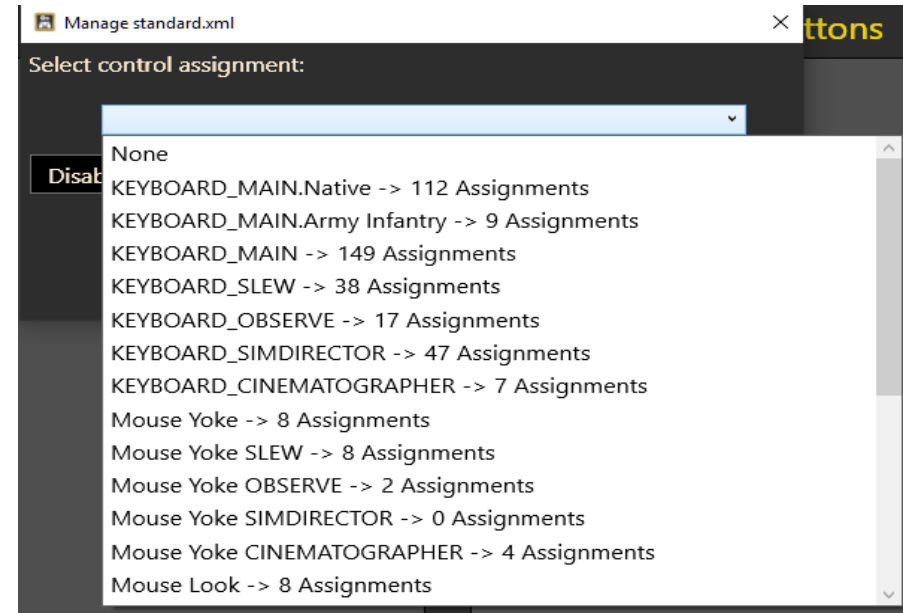 Manage standard.xml
ttons
Select control assignment:
None
Disab
KEYBOARD_MAIN.Native -> 112 Assignments
KEYBOARD_MAIN.Army Infantry -> 9 Assignments
KEYBOARD_MAIN -> 149 Assignments
KEYBOARD_SLEW -> 38 Assignments
KEYBOARD_OBSERVE -> 17 Assignments
KEYBOARD_SIMDIRECTOR -> 47 Assignments
KEYBOARD_CINEMATOGRAPHER -> 7 Assignments
Mouse Yoke -> 8 Assignments
Mouse Yoke SLEW -> 8 Assignments
Mouse Yoke OBSERVE -> 2 Assignments
Mouse Yoke SIMDIRECTOR -> 0 Assignments
Mouse Yoke CINEMATOGRAPHER -> 4 Assignments
Mouse Look -> 8 Assignments